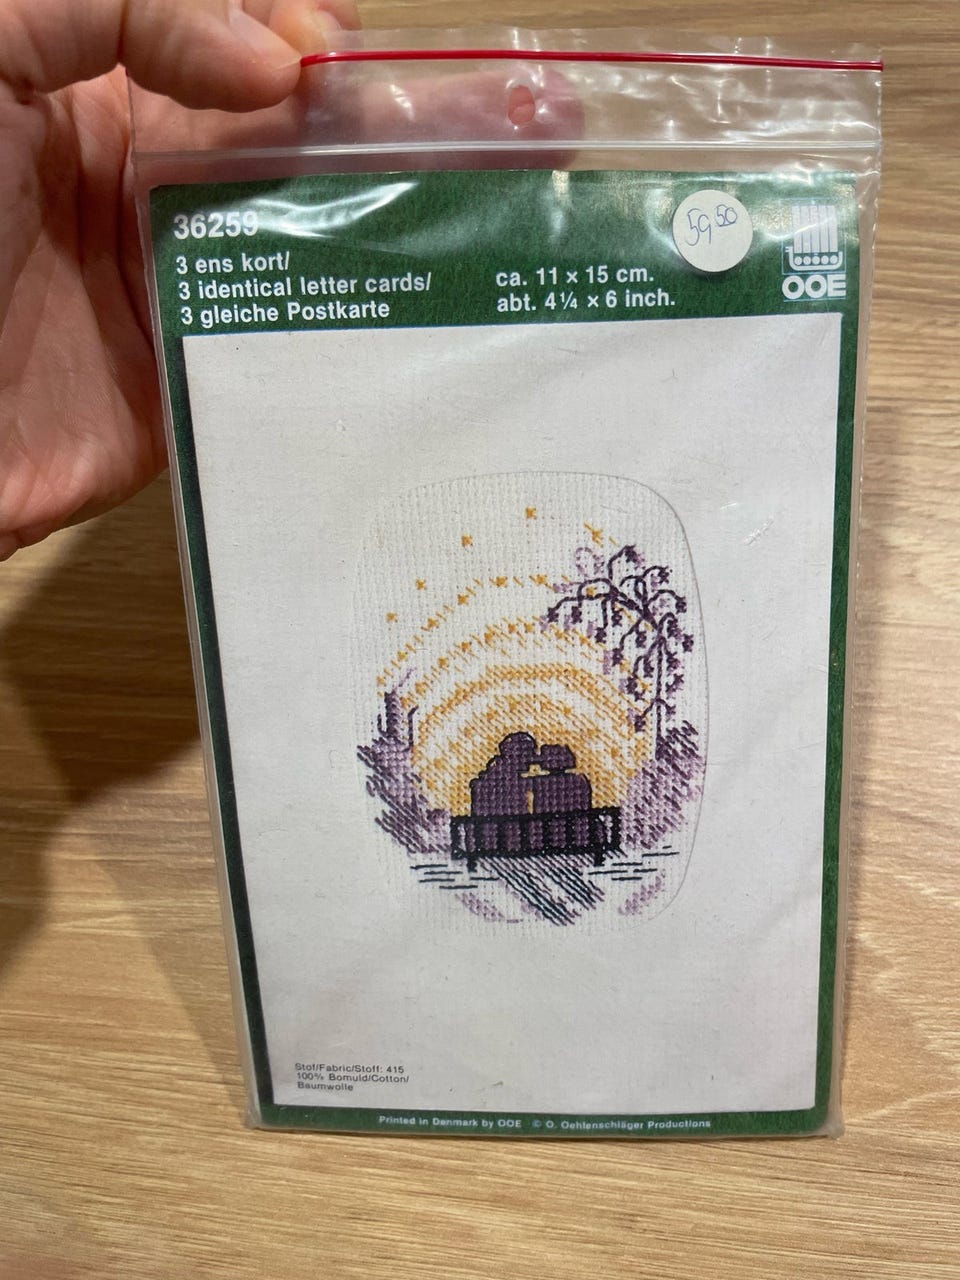 36259
3 ens kort/
3 identical letter cards/
3 gleiche Postkarte
ca. 11 x 15 cm.
abt. 4¼ x 6 inch.
59 50
OOE
Stof/Fabric/Stoff: 415
100% Bomuld/Cotton/
Baumwolle
Printed in Denmark by OOE © O. Oehlenschläger Productions